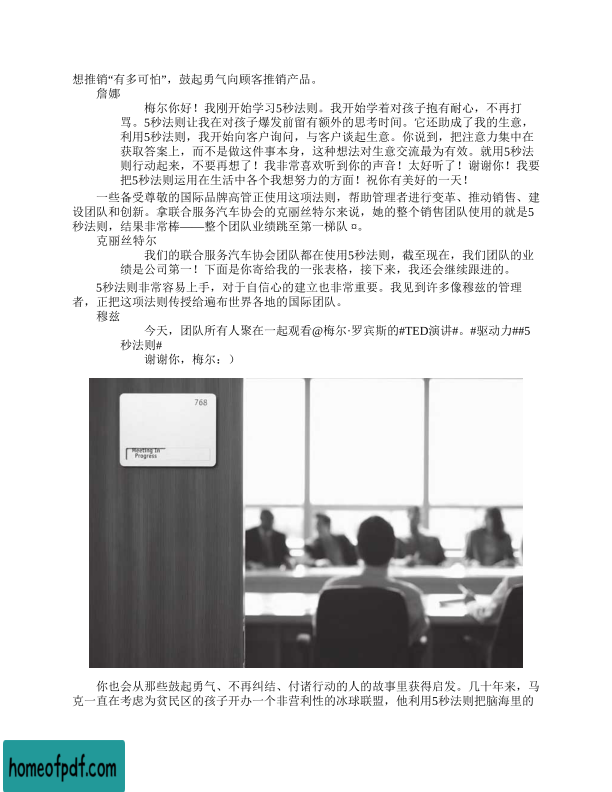 想推销“有多可怕”，鼓起勇气向顾客推销产品。
詹娜
梅尔你好！我刚开始学习5秒法则。我开始学着对孩子抱有耐心，不再打
骂。5秒法则让我在对孩子爆发前留有额外的思考时间。它还助成了我的生意，
利用5秒法则，我开始向客户询问，与客户谈起生意。你说到，把注意力集中在
获取答案上，而不是做这件事本身，这种想法对生意交流最为有效。就用5秒法
则行动起来，不要再想了！我非常喜欢听到你的声音！太好听了！谢谢你！我要
把5秒法则运用在生活中各个我想努力的方面！祝你有美好的一天！
一些备受尊敬的国际品牌高管正使用这项法则，帮助管理者进行变革、推动销售、建
设团队和创新。拿联合服务汽车协会的克丽丝特尔来说，她的整个销售团队使用的就是5
秒法则，结果非常棒——整个团队业绩跳至第一梯队 ¤。
克丽丝特尔
我们的联合服务汽车协会团队都在使用5秒法则，截至现在，我们团队的业
绩是公司第一！下面是你寄给我的一张表格，接下来，我还会继续跟进的。
5秒法则非常容易上手，对于自信心的建立也非常重要。我见到许多像穆兹的管理
者，正把这项法则传授给遍布世界各地的国际团队。
穆兹
今天，团队所有人聚在一起观看@梅尔·罗宾斯的#TED演讲#。#驱动力##5
秒法则#
谢谢你，梅尔：）
768
Meeting In
Progress
你也会从那些鼓起勇气、不再纠结、付诸行动的人的故事里获得启发。几十年来，马
克一直在考虑为贫民区的孩子开办一个非营利性的冰球联盟，他利用5秒法则把脑海里的
homeofpdf.com